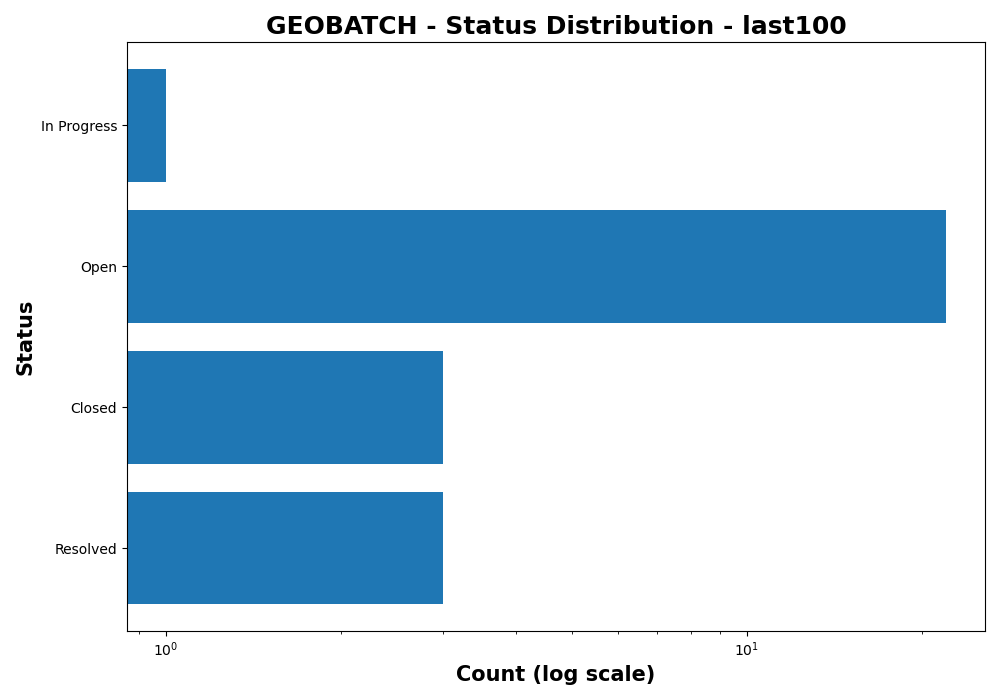 GEOBATCH - Status Distribution - last100
In Progress
Open
Closed
Resolved
Status
10⁰
10¹
Count (log scale)